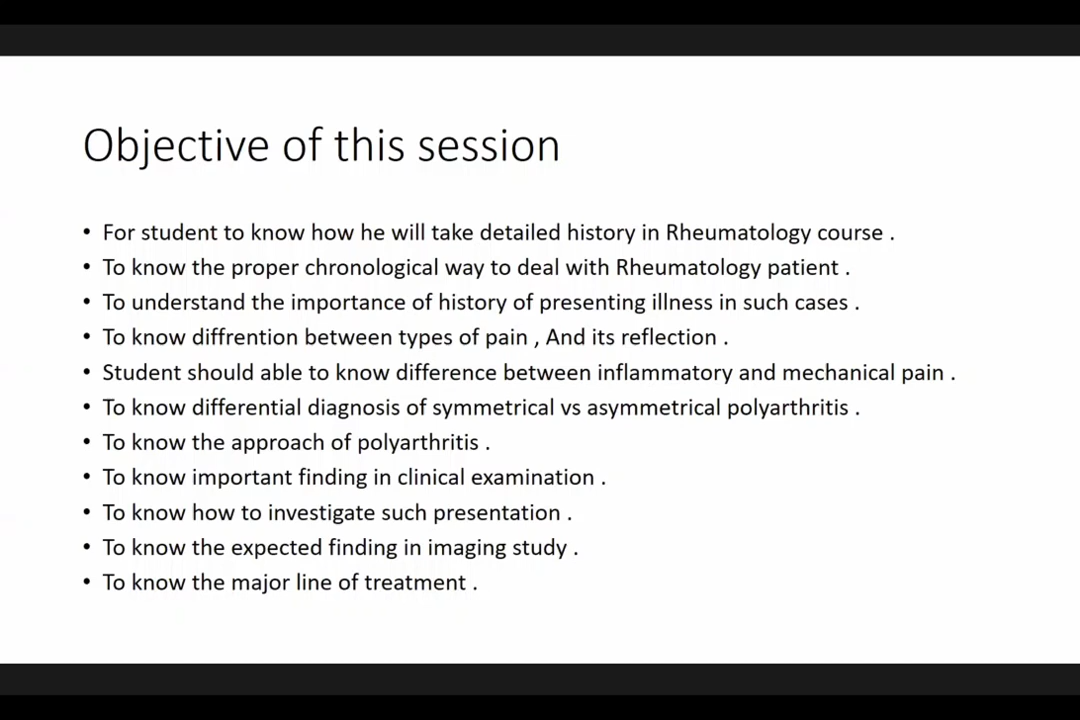 Objective of this session
• For student to know how he will take detailed history in Rheumatology course .
• To know the proper chronological way to deal with Rheumatology patient .
• To understand the importance of history of presenting illness in such cases .
• To know diffrention between types of pain , And its reflection .
• Student should able to know difference between inflammatory and mechanical pain .
• To know differential diagnosis of symmetrical vs asymmetrical polyarthritis .
• To know the approach of polyarthritis .
• To know important finding in clinical examination .
• To know how to investigate such presentation .
• To know the expected finding in imaging study .
• To know the major line of treatment .